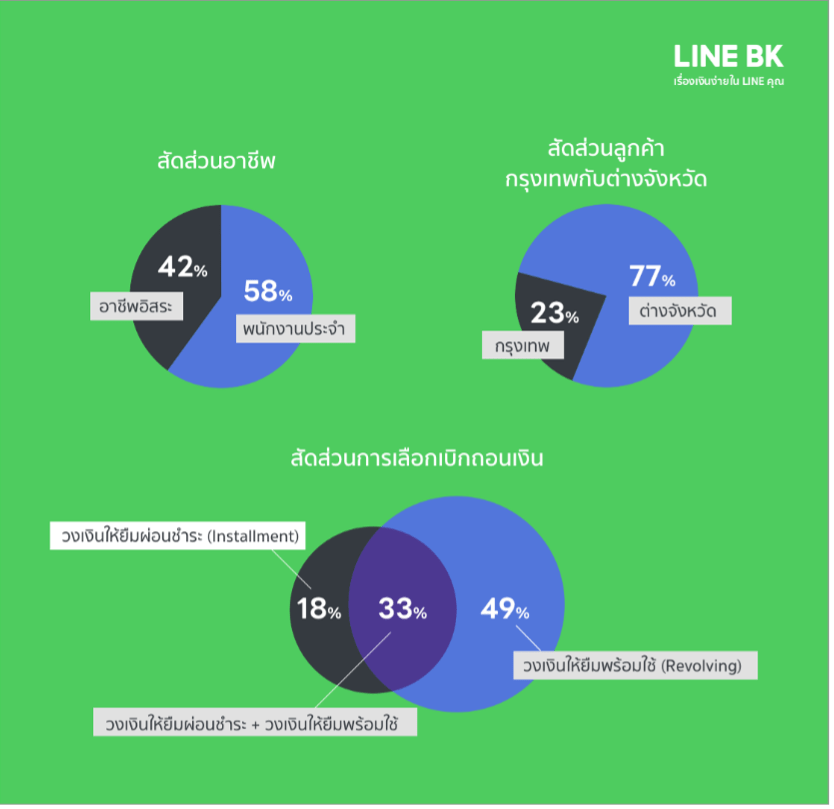 LINE BK
เรื่องเงินง่ายใน LINE คุณ
สัดส่วนอาชีพ
42%
อาชีพอิสระ
58%
พนักงานประจำ
สัดส่วนลูกค้า
กรุงเทพกับต่างจังหวัด
77%
ต่างจังหวัด
23%
กรุงเทพ
สัดส่วนการเลือกเบิกถอนเงิน
วงเงินให้ยืมผ่อนชำระ (Installment)
18%
33%
49%
วงเงินให้ยืมพร้อมใช้ (Revolving)
วงเงินให้ยืมผ่อนชำระ + วงเงินให้ยืมพร้อมใช้